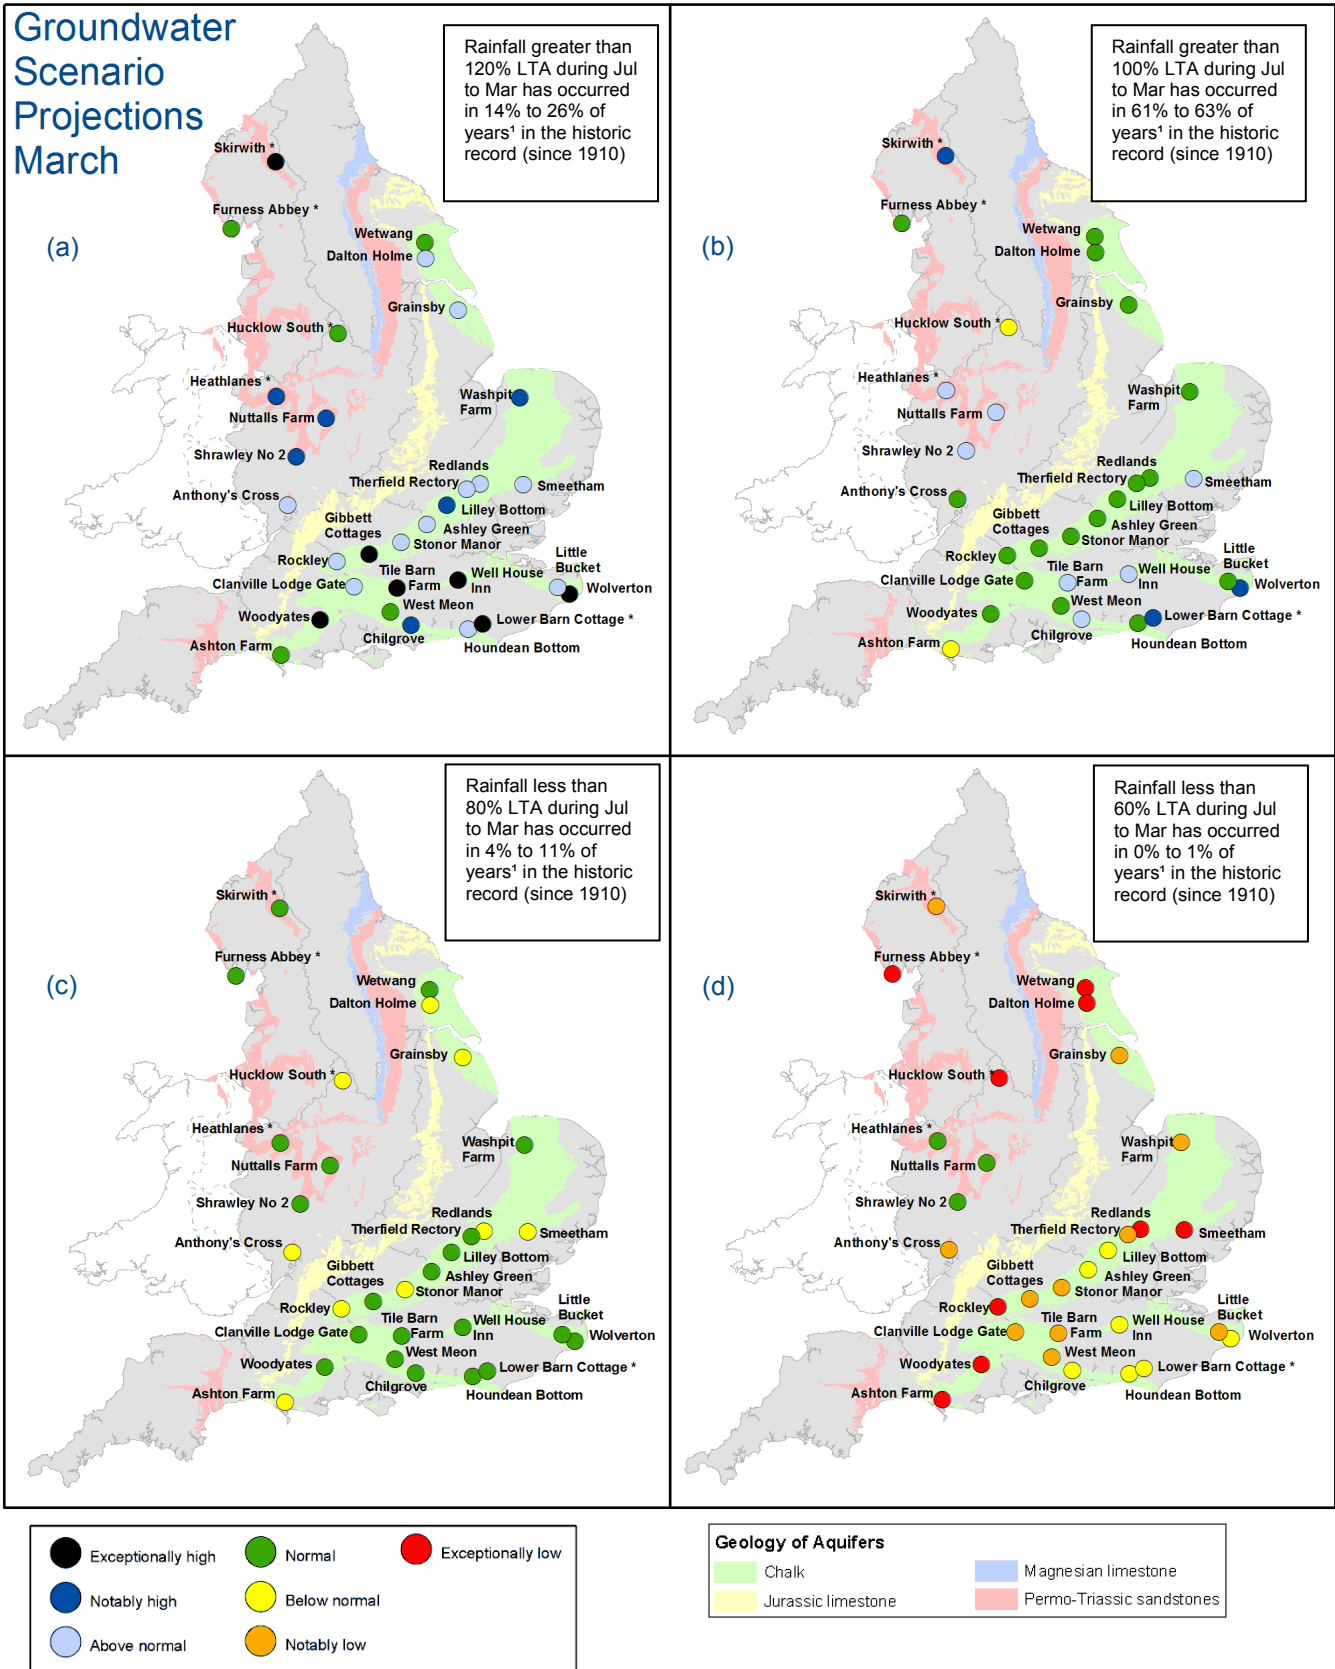 Groundwater
Scenario
Projections
March
Rainfall greater than
120% LTA during Jul
to Mar has occurred
in 14% to 26% of
years¹ in the historic
record (since 1910)
(a)
Skirwith *
Furness Abbey *
Wetwang
Dalton Holme
Grainsby
Hucklow South *
Heathlanes *
Nuttalls Farm
Washpit
Farm
Shrawley No 2
Redlands
Therfield Rectory
Smeetham
Anthony's Cross
Lilley Bottom
Gibbett
Cottages
Ashley Green
Stonor Manor
Rockley
Little
Bucket
Tile Barn
Farm
Well House
Inn
Clanville Lodge Gate
Wolverton
West Meon
Woodyates
Lower Barn Cottage *
Chilgrove
Ashton Farm
Houndean Bottom
Rainfall greater than
100% LTA during Jul
to Mar has occurred
in 61% to 63% of
years¹ in the historic
record (since 1910)
(b)
Skirwith *
Furness Abbey *
Wetwang
Dalton Holme
Grainsby
Hucklow South *
Heathlanes *
Nuttalls Farm
Washpit
Farm
Shrawley No 2
Redlands
Therfield Rectory
Smeetham
Anthony's Cross
Lilley Bottom
Gibbett
Cottages
Ashley Green
Stonor Manor
Rockley
Little
Bucket
Tile Barn
Farm
Well House
Inn
Clanville Lodge Gate
Wolverton
West Meon
Woodyates
Lower Barn Cottage *
Chilgrove
Ashton Farm
Houndean Bottom
Rainfall less than
80% LTA during Jul
to Mar has occurred
in 4% to 11% of
years¹ in the historic
record (since 1910)
(c)
Skirwith *
Furness Abbey *
Wetwang
Dalton Holme
Grainsby
Hucklow South *
Heathlanes *
Nuttalls Farm
Washpit
Farm
Shrawley No 2
Redlands
Therfield Rectory
Smeetham
Anthony's Cross
Lilley Bottom
Gibbett
Cottages
Ashley Green
Stonor Manor
Rockley
Little
Bucket
Tile Barn
Farm
Well House
Inn
Clanville Lodge Gate
Wolverton
West Meon
Woodyates
Lower Barn Cottage *
Chilgrove
Ashton Farm
Houndean Bottom
Rainfall less than
60% LTA during Jul
to Mar has occurred
in 0% to 1% of
years¹ in the historic
record (since 1910)
(d)
Skirwith *
Furness Abbey *
Wetwang
Dalton Holme
Grainsby
Hucklow South *
Heathlanes *
Nuttalls Farm
Washpit
Farm
Shrawley No 2
Redlands
Therfield Rectory
Smeetham
Anthony's Cross
Lilley Bottom
Gibbett
Cottages
Ashley Green
Stonor Manor
Rockley
Little
Bucket
Tile Barn
Farm
Well House
Inn
Clanville Lodge Gate
Wolverton
West Meon
Woodyates
Lower Barn Cottage *
Chilgrove
Ashton Farm
Houndean Bottom
Exceptionally high
Normal
Exceptionally low
Notably high
Below normal
Above normal
Notably low
Geology of Aquifers
Chalk
Magnesian limestone
Jurassic limestone
Permo-Triassic sandstones